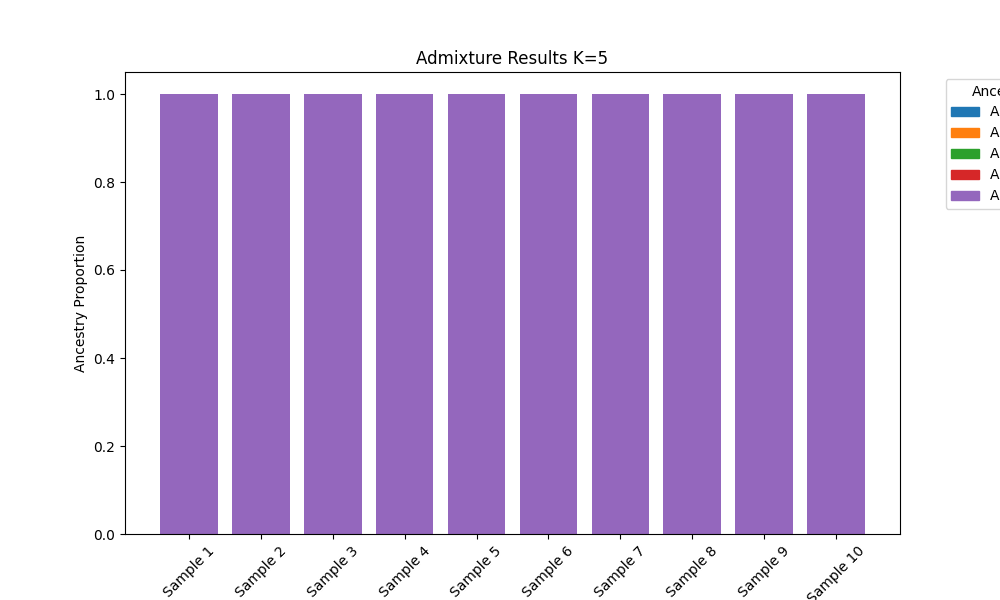 Admixture Results K=5
Ance
A
A
A
A
A
1.0
0.8
0.6
0.4
0.2
0.0
Ancestry Proportion
Sample 1
Sample 2
Sample 3
Sample 4
Sample 5
Sample 6
Sample 7
Sample 8
Sample 9
Sample 10